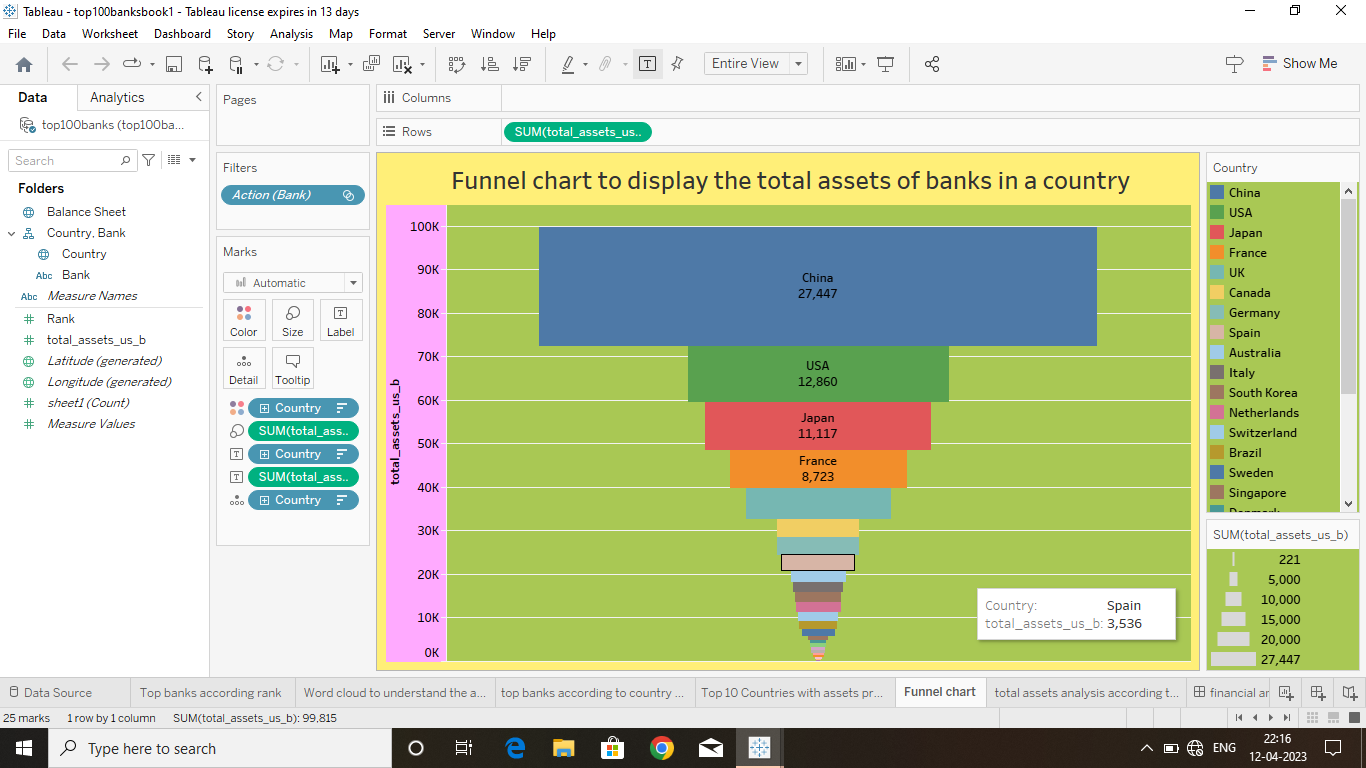 Tableau - top100banksbook1 - Tableau license expires in 13 days
File Data Worksheet Dashboard Story Analysis Map Format Server Window Help
Entire View
Show Me
Data Analytics
top100banks (top100ba...
Search
Folders
Balance Sheet
Country, Bank
Country
Abc Bank
Abc Measure Names
Rank
total_assets_us_b
Latitude (generated)
Longitude (generated)
sheet1 (Count)
Measure Values
Pages
Filters
Action (Bank)
Marks
Automatic
Color Size Label
Detail Tooltip
Country
SUM(total_ass..
Country
SUM(total_ass..
Country
Columns
Rows SUM(total_assets_us..
Funnel chart to display the total assets of banks in a country
total_assets_us_b
100K
90K
80K
70K
60K
50K
40K
30K
20K
10K
0K
China
27,447
USA
12,860
Japan
11,117
France
8,723
Country: Spain
total_assets_us_b: 3,536
Country
China
USA
Japan
France
UK
Canada
Germany
Spain
Australia
Italy
South Korea
Netherlands
Switzerland
Brazil
Sweden
Singapore
SUM(total_assets_us_b)
221
5,000
10,000
15,000
20,000
27,447
Data Source Top banks according rank Word cloud to understand the a... top banks according to country ... Top 10 Countries with assets pr... Funnel chart total assets analysis according t... financial ar
25 marks 1 row by 1 column SUM(total_assets_us_b): 99,815
Type here to search
ENG
22:16
12-04-2023